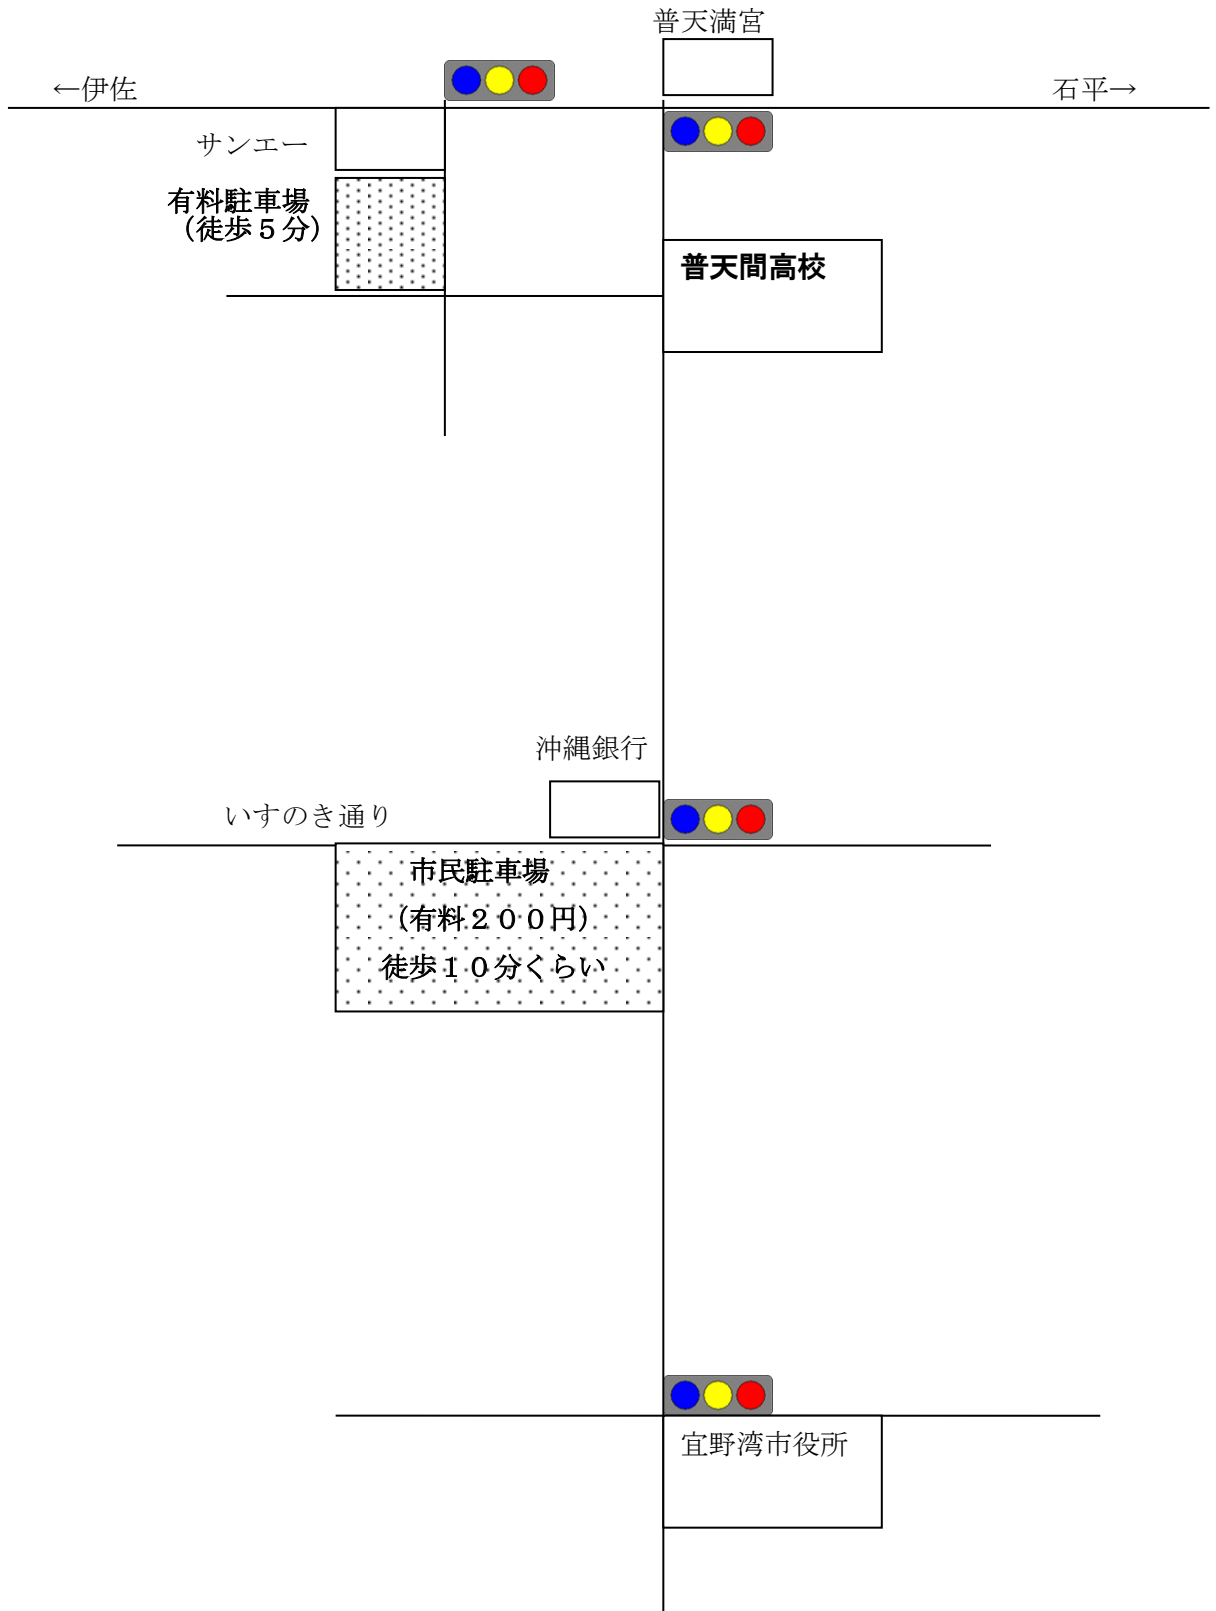 普天満宮
←伊佐
石平→
サンエー
有料駐車場
（徒歩５分）
普天間高校
沖縄銀行
いすのき通り
市民駐車場
（有料２００円）
徒歩１０分くらい
宜野湾市役所